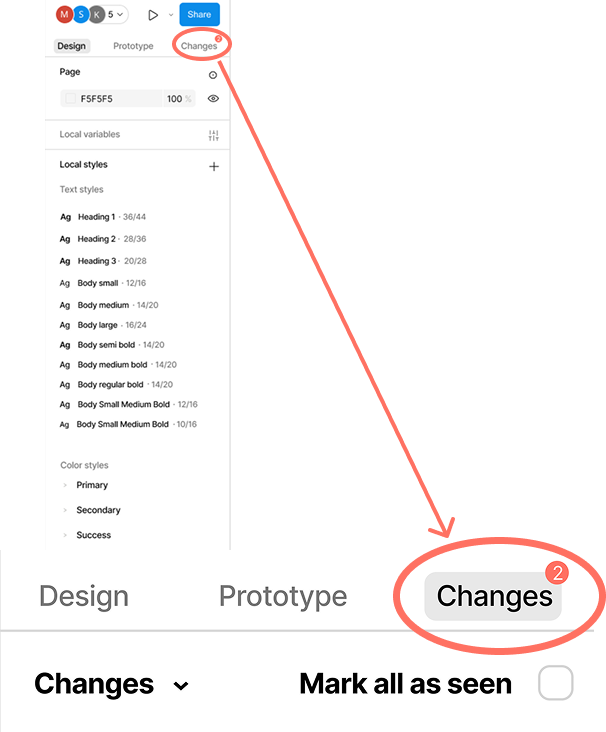 M S K 5 Share
Design Prototype Changes 2
Page
F5F5F5 100 %
Local variables
Local styles
Text styles
Ag Heading 1 · 36/44
Ag Heading 2 · 28/36
Ag Heading 3 · 20/28
Ag Body small · 12/16
Ag Body medium · 14/20
Ag Body large · 16/24
Ag Body semi bold · 14/20
Ag Body medium bold · 14/20
Ag Body regular bold · 14/20
Ag Body Small Medium Bold · 12/16
Ag Body Small Medium Bold · 10/16
Color styles
Primary
Secondary
Success
Design Prototype Changes 2
Changes Mark all as seen